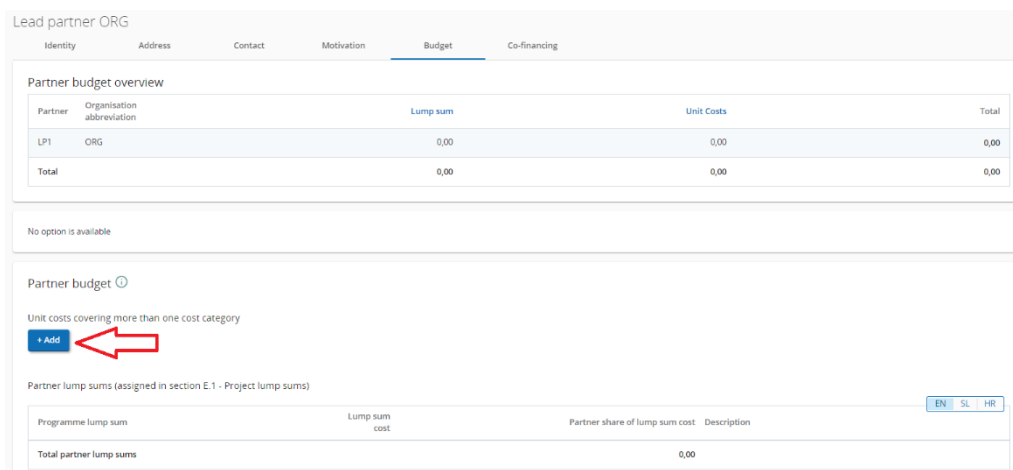 Lead partner ORG
Identity Address Contact Motivation Budget Co-financing
Partner budget overview
Partner Organisation abbreviation Lump sum Unit Costs Total
LP1 ORG 0,00 0,00 0,00
Total 0,00 0,00 0,00
No option is available
Partner budget
Unit costs covering more than one cost category
+ Add
Partner lump sums (assigned in section E.1 - Project lump sums)
EN SL HR
Programme lump sum Lump sum cost Partner share of lump sum cost Description
Total partner lump sums 0,00